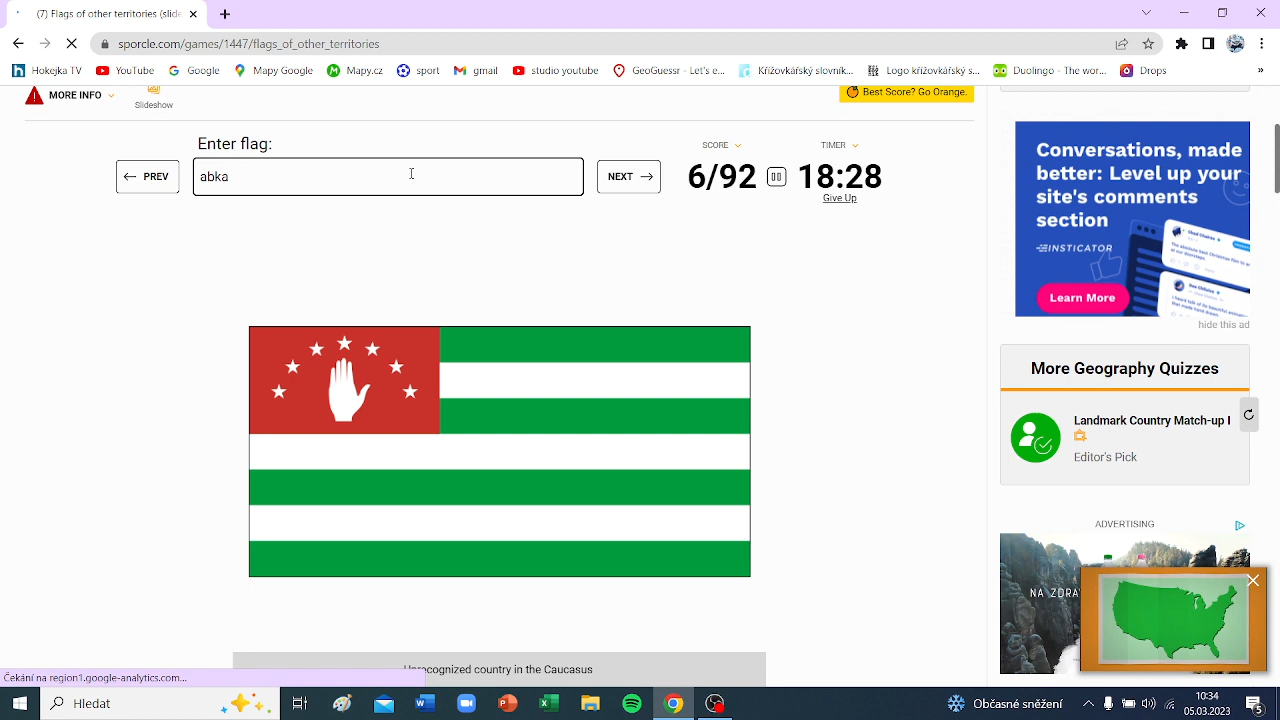 (7) Flags of other territories (slid
sporcle.com/games/1447/flags_of_other_territories
Hokojka TV YouTube Google Mapy Goo... Mapy.cz sport gmail studio youtube GeoGuessr - Let's e... Křížovkářský slovník... Logo křížovkářský s... Duolingo - The wor... Drops »
MORE INFO
Slideshow
Best Score? Go Orange.
Enter flag:
← PREV
abka
NEXT →
SCORE
6/92
TIMER
18:28
Give Up
Conversations, made better: Level up your site's comments section
INSTICATOR
Learn More
hide this ad
More Geography Quizzes
Landmark Country Match-up I
Editor's Pick
ADVERTISING
NA ZDRA
Unrecognized country in the Caucasus
Čekání na region1.google-analytics.com...
Hledat
Občasné sněžení
10:34
05.03.2023
5